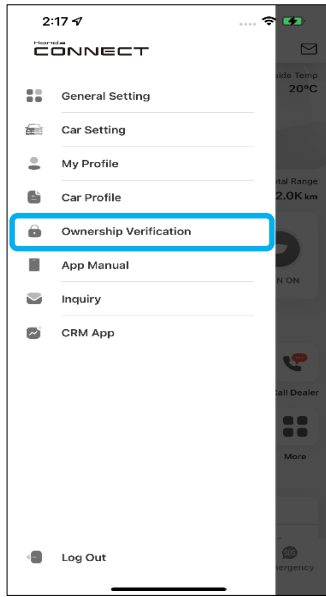 2:17
Honda
CONNECT
side Temp
General Setting
20°C
Car Setting
My Profile
tal Range
Car Profile
2.0K km
Ownership Verification
App Manual
N ON
Inquiry
CRM App
Call Dealer
More
Log Out
SOS
ergency